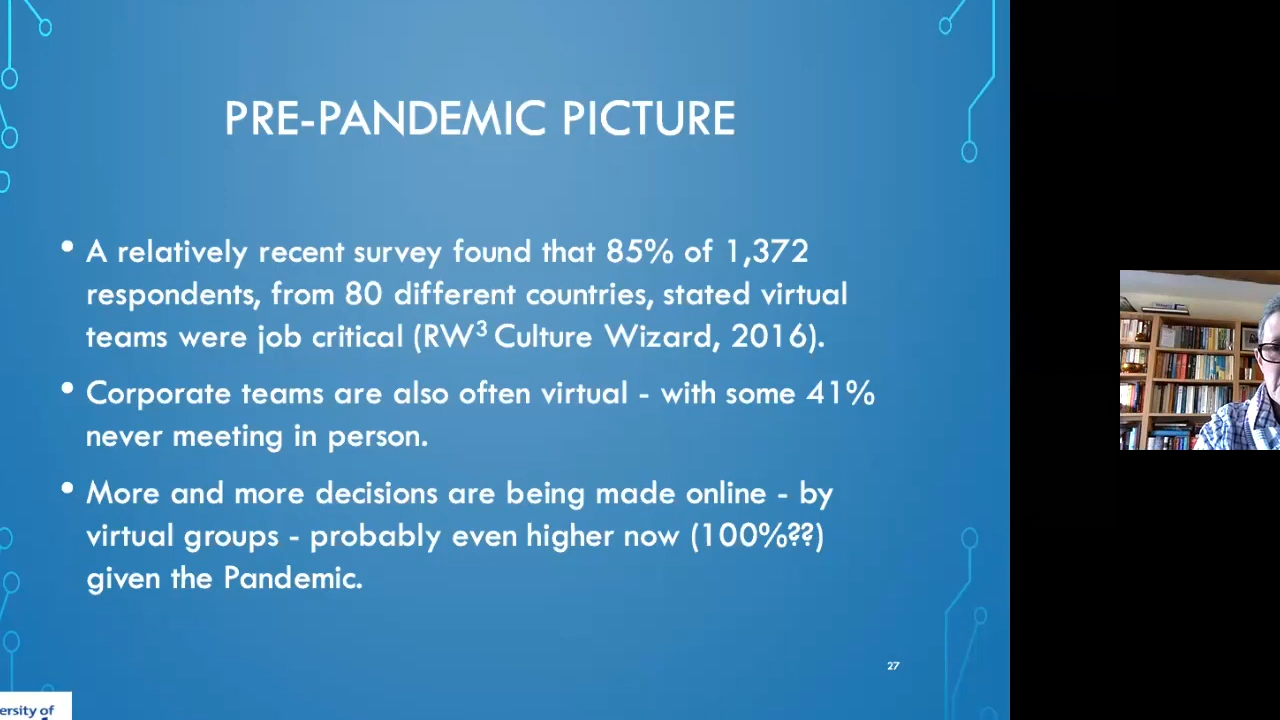 PRE-PANDEMIC PICTURE
• A relatively recent survey found that 85% of 1,372
respondents, from 80 different countries, stated virtual
teams were job critical (RW³ Culture Wizard, 2016).
• Corporate teams are also often virtual - with some 41%
never meeting in person.
• More and more decisions are being made online - by
virtual groups - probably even higher now (100%??)
given the Pandemic.
27
ersity of